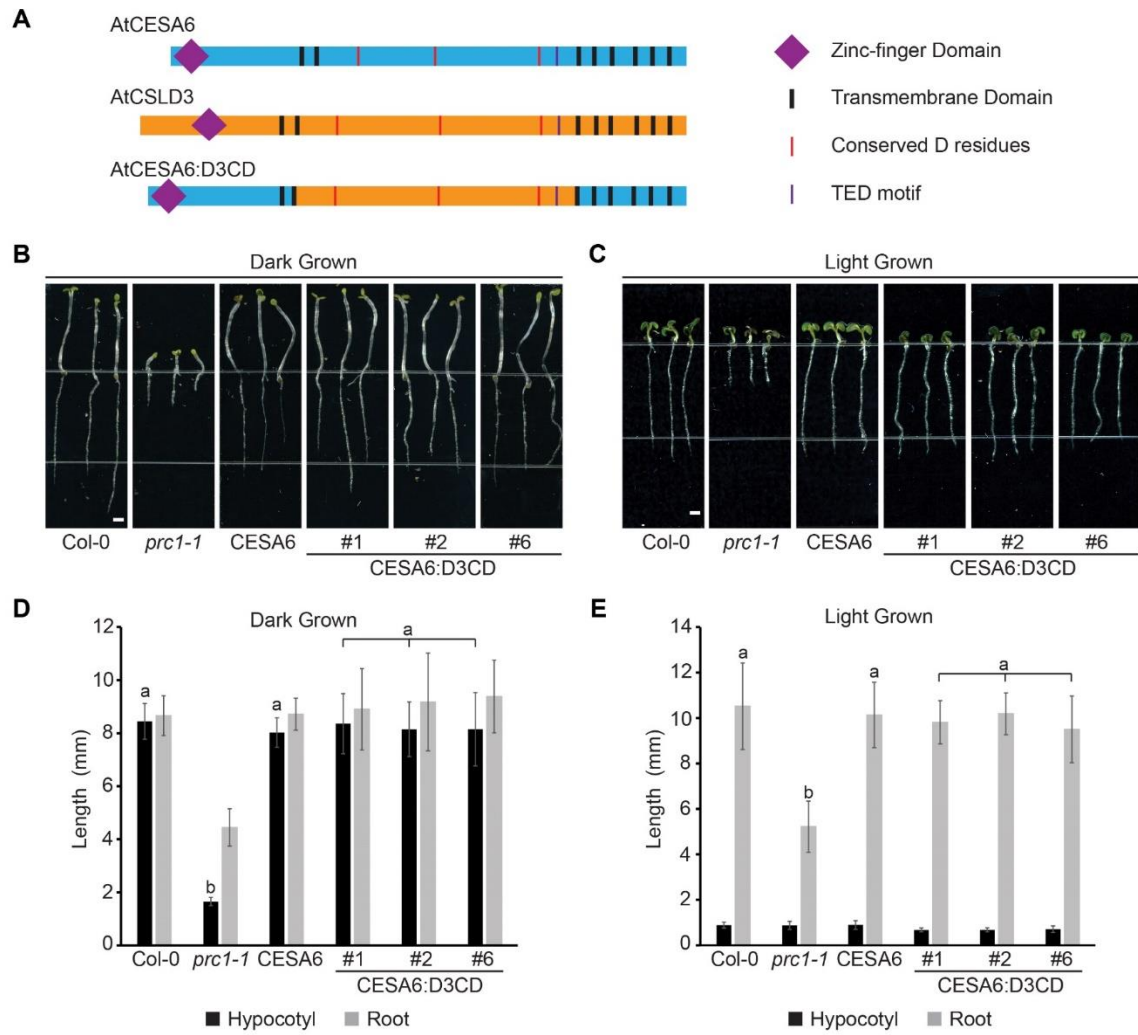 A
AtCESA6
AtCSLD3
AtCESA6:D3CD
Zinc-finger Domain
Transmembrane Domain
Conserved D residues
TED motif
B
Dark Grown
Col-0 prc1-1 CESA6 #1 #2 #6
CESA6:D3CD
C
Light Grown
Col-0 prc1-1 CESA6 #1 #2 #6
CESA6:D3CD
D
Dark Grown
Length (mm)
12
10
8
6
4
2
0
a
b
a
a
Col-0 prc1-1 CESA6 #1 #2 #6
CESA6:D3CD
Hypocotyl Root
E
Light Grown
Length (mm)
14
12
10
8
6
4
2
0
a
b
a
a
Col-0 prc1-1 CESA6 #1 #2 #6
CESA6:D3CD
Hypocotyl Root